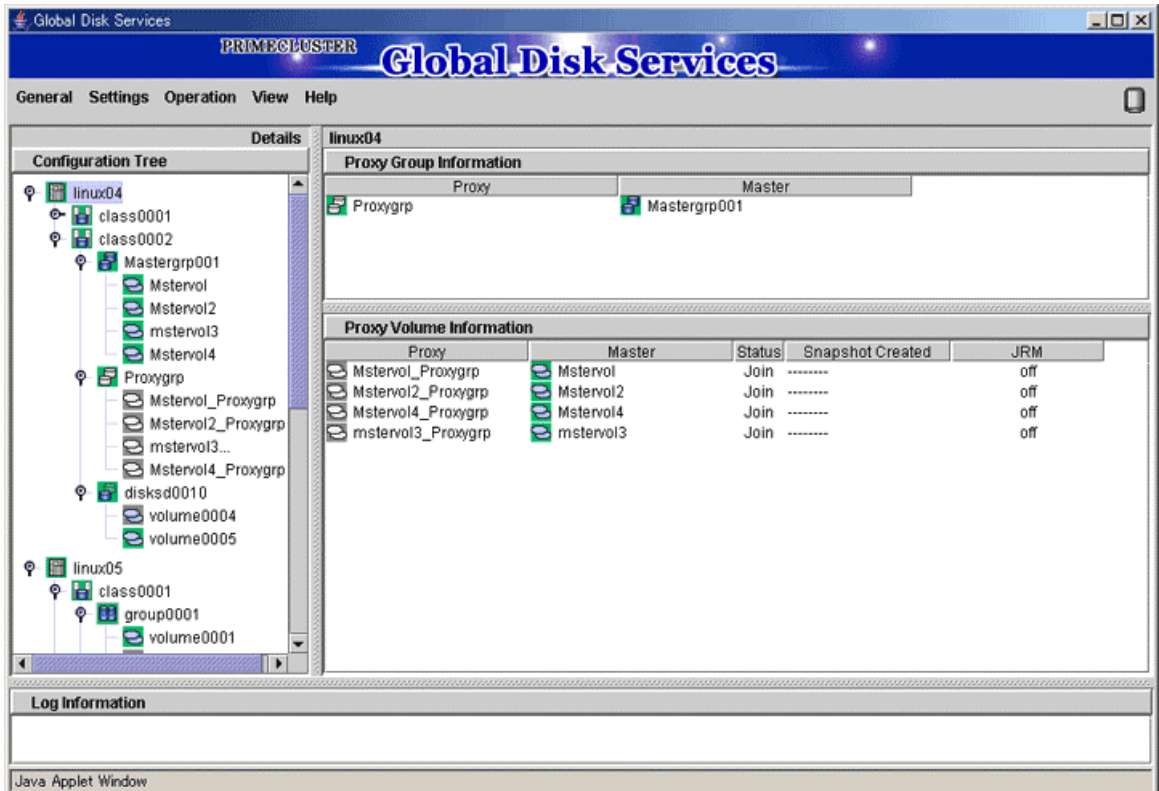 Global Disk Services
PRIMECLUSTER
Global Disk Services
General Settings Operation View Help
Details
Configuration Tree
linux04
class0001
class0002
Mastergrp001
Mstervol
Mstervol2
mstervol3
Mstervol4
Proxygrp
Mstervol_Proxygrp
Mstervol2_Proxygrp
mstervol3...
Mstervol4_Proxygrp
disksd0010
volume0004
volume0005
linux05
class0001
group0001
volume0001
linux04
Proxy Group Information
Proxy Master
Proxygrp Mastergrp001
Proxy Volume Information
Proxy Master Status Snapshot Created JRM
Mstervol_Proxygrp Mstervol Join -------- off
Mstervol2_Proxygrp Mstervol2 Join -------- off
Mstervol4_Proxygrp Mstervol4 Join -------- off
mstervol3_Proxygrp mstervol3 Join -------- off
Log Information
Java Applet Window